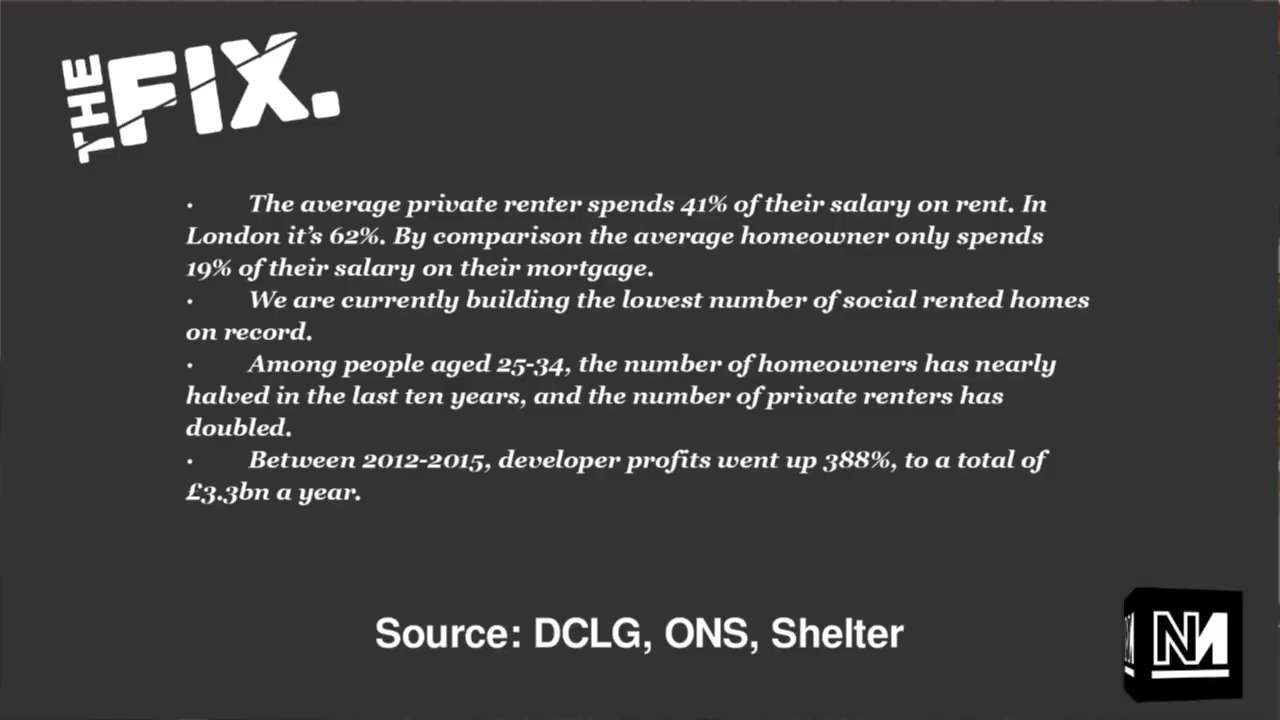 THE FIX.
· The average private renter spends 41% of their salary on rent. In
London it's 62%. By comparison the average homeowner only spends
19% of their salary on their mortgage.
· We are currently building the lowest number of social rented homes
on record.
· Among people aged 25-34, the number of homeowners has nearly
halved in the last ten years, and the number of private renters has
doubled.
· Between 2012-2015, developer profits went up 388%, to a total of
£3.3bn a year.
Source: DCLG, ONS, Shelter
NM